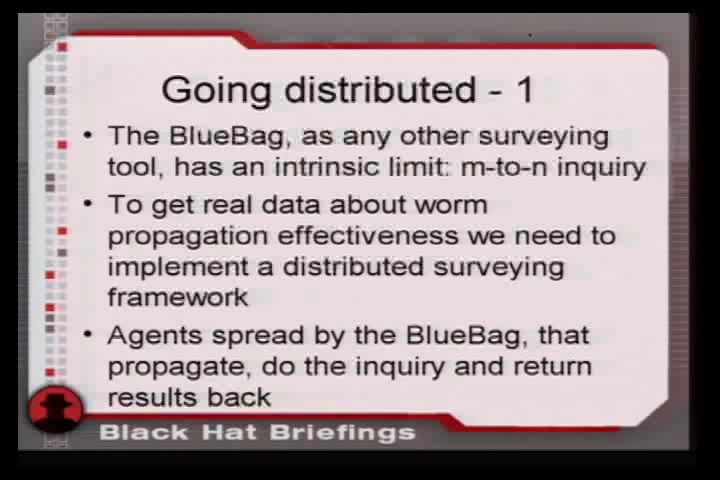 Going distributed - 1
• The BlueBag, as any other surveying
tool, has an intrinsic limit: m-to-n inquiry
• To get real data about worm
propagation effectiveness we need to
implement a distributed surveying
framework
• Agents spread by the BlueBag, that
propagate, do the inquiry and return
results back
Black Hat Briefings